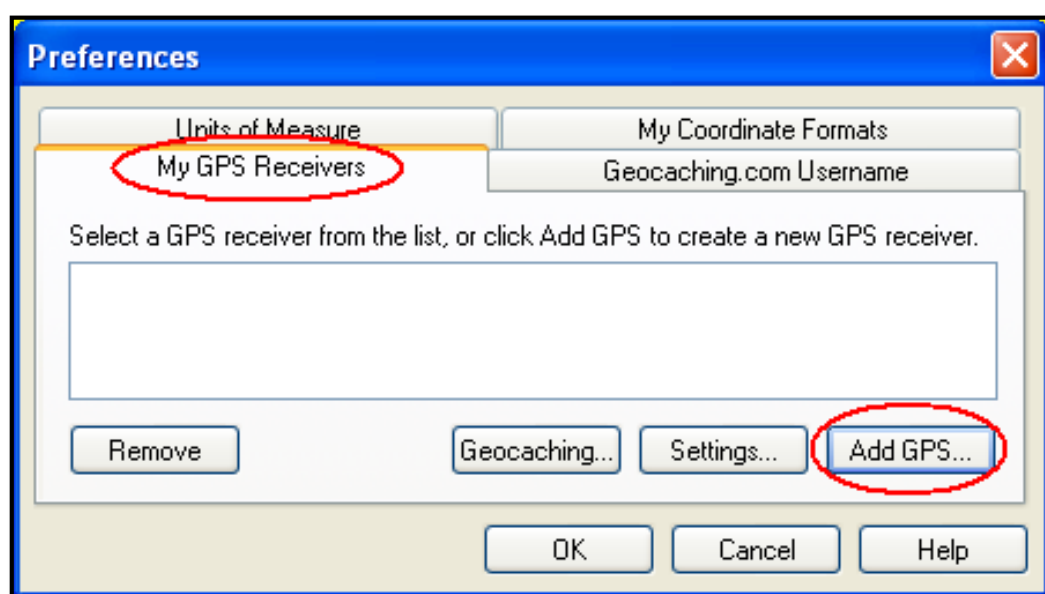 Preferences
Units of Measure
My Coordinate Formats
My GPS Receivers
Geocaching.com Username
Select a GPS receiver from the list, or click Add GPS to create a new GPS receiver.
Remove
Geocaching...
Settings...
Add GPS...
OK
Cancel
Help